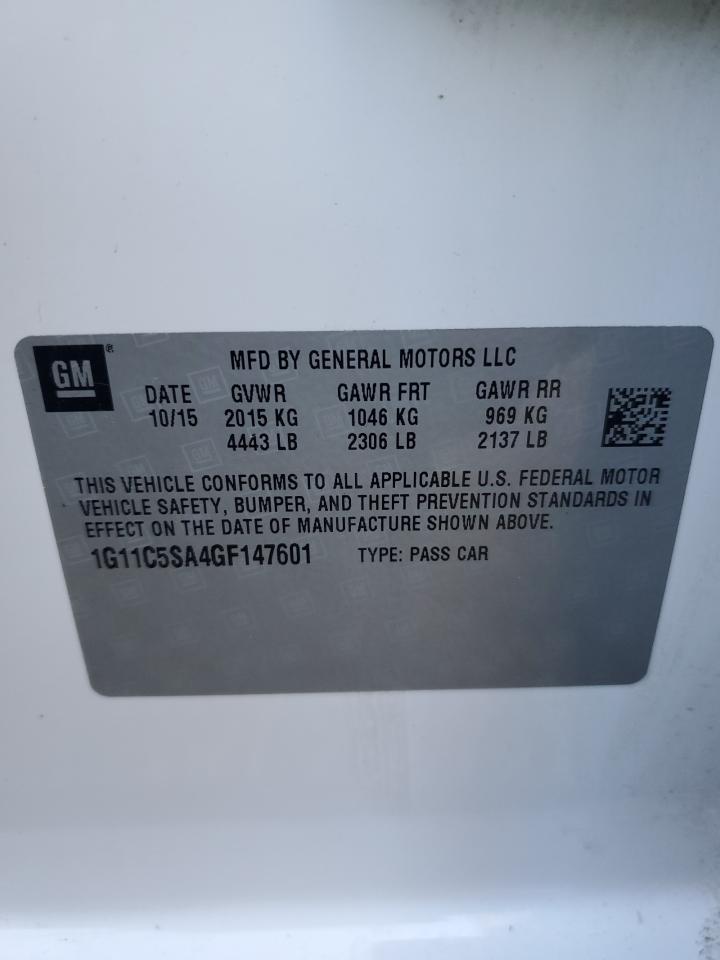 GM®
MFD BY GENERAL MOTORS LLC
DATE GVWR GAWR FRT GAWR RR
10/15 2015 KG 1046 KG 969 KG
4443 LB 2306 LB 2137 LB
THIS VEHICLE CONFORMS TO ALL APPLICABLE U.S. FEDERAL MOTOR
VEHICLE SAFETY, BUMPER, AND THEFT PREVENTION STANDARDS IN
EFFECT ON THE DATE OF MANUFACTURE SHOWN ABOVE.
1G11C5SA4GF147601 TYPE: PASS CAR